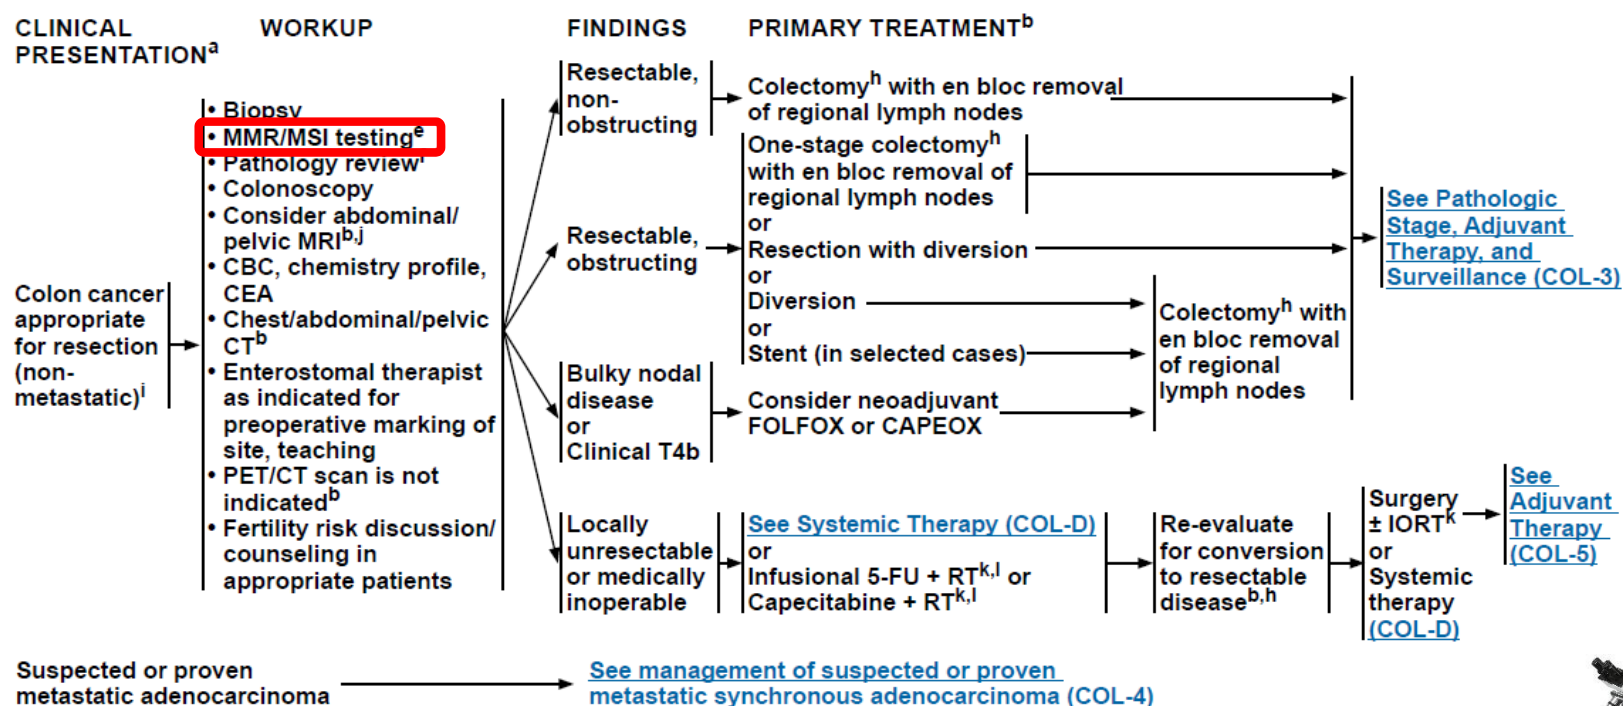 CLINICAL
PRESENTATIONa
WORKUP
FINDINGS
PRIMARY TREATMENTb
Colon cancer
appropriate
for resection
(non-
metastatic)i
• Biopsy
• MMR/MSI testinge
• Pathology reviewf
• Colonoscopy
• Consider abdominal/
pelvic MRIb,j
• CBC, chemistry profile,
CEA
• Chest/abdominal/pelvic
CTb
• Enterostomal therapist
as indicated for
preoperative marking of
site, teaching
• PET/CT scan is not
indicatedb
• Fertility risk discussion/
counseling in
appropriate patients
Resectable,
non-
obstructing
Colectomyh with en bloc removal
of regional lymph nodes
Resectable,
obstructing
One-stage colectomyh
with en bloc removal of
regional lymph nodes
or
Resection with diversion
or
Diversion
or
Stent (in selected cases)
Bulky nodal
disease
or
Clinical T4b
Consider neoadjuvant
FOLFOX or CAPEOX
Colectomyh with
en bloc removal
of regional
lymph nodes
See Pathologic
Stage, Adjuvant
Therapy, and
Surveillance (COL-3)
Locally
unresectable
or medically
inoperable
See Systemic Therapy (COL-D)
or
Infusional 5-FU + RTk,l or
Capecitabine + RTk,l
Re-evaluate
for conversion
to resectable
diseaseb,h
Surgery
± IORTk
or
Systemic
therapy
(COL-D)
See
Adjuvant
Therapy
(COL-5)
Suspected or proven
metastatic adenocarcinoma
See management of suspected or proven
metastatic synchronous adenocarcinoma (COL-4)